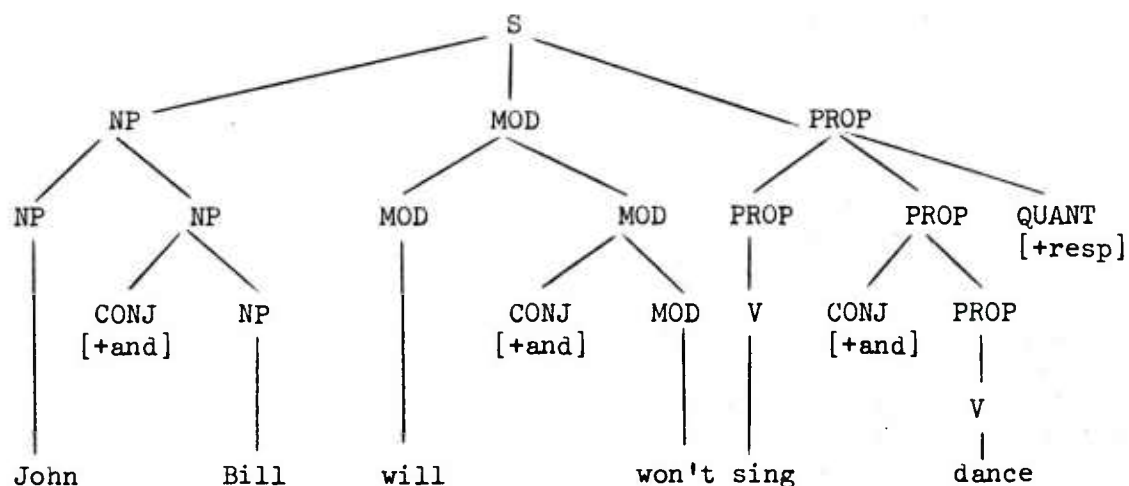 S
NP MOD PROP
NP NP MOD MOD PROP PROP QUANT
[+resp]
CONJ NP CONJ MOD V CONJ PROP
[+and] [+and] [+and]
V
John Bill will won't sing dance